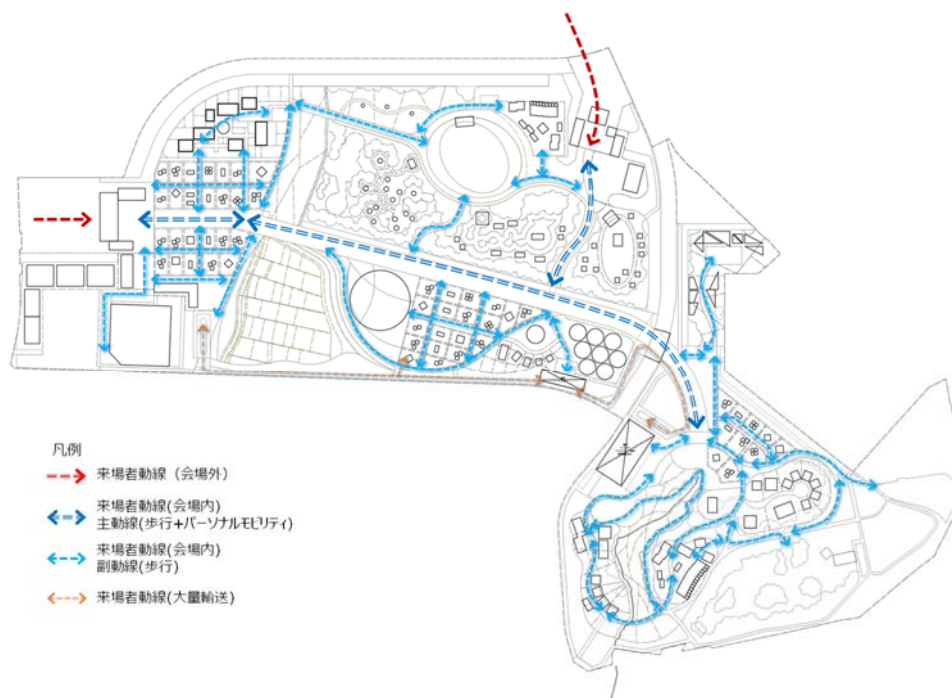 凡例
来場者動線（会場外）
来場者動線(会場内)
主動線(歩行+パーソナルモビリティ)
来場者動線(会場内)
副動線(歩行)
来場者動線(大量輸送)